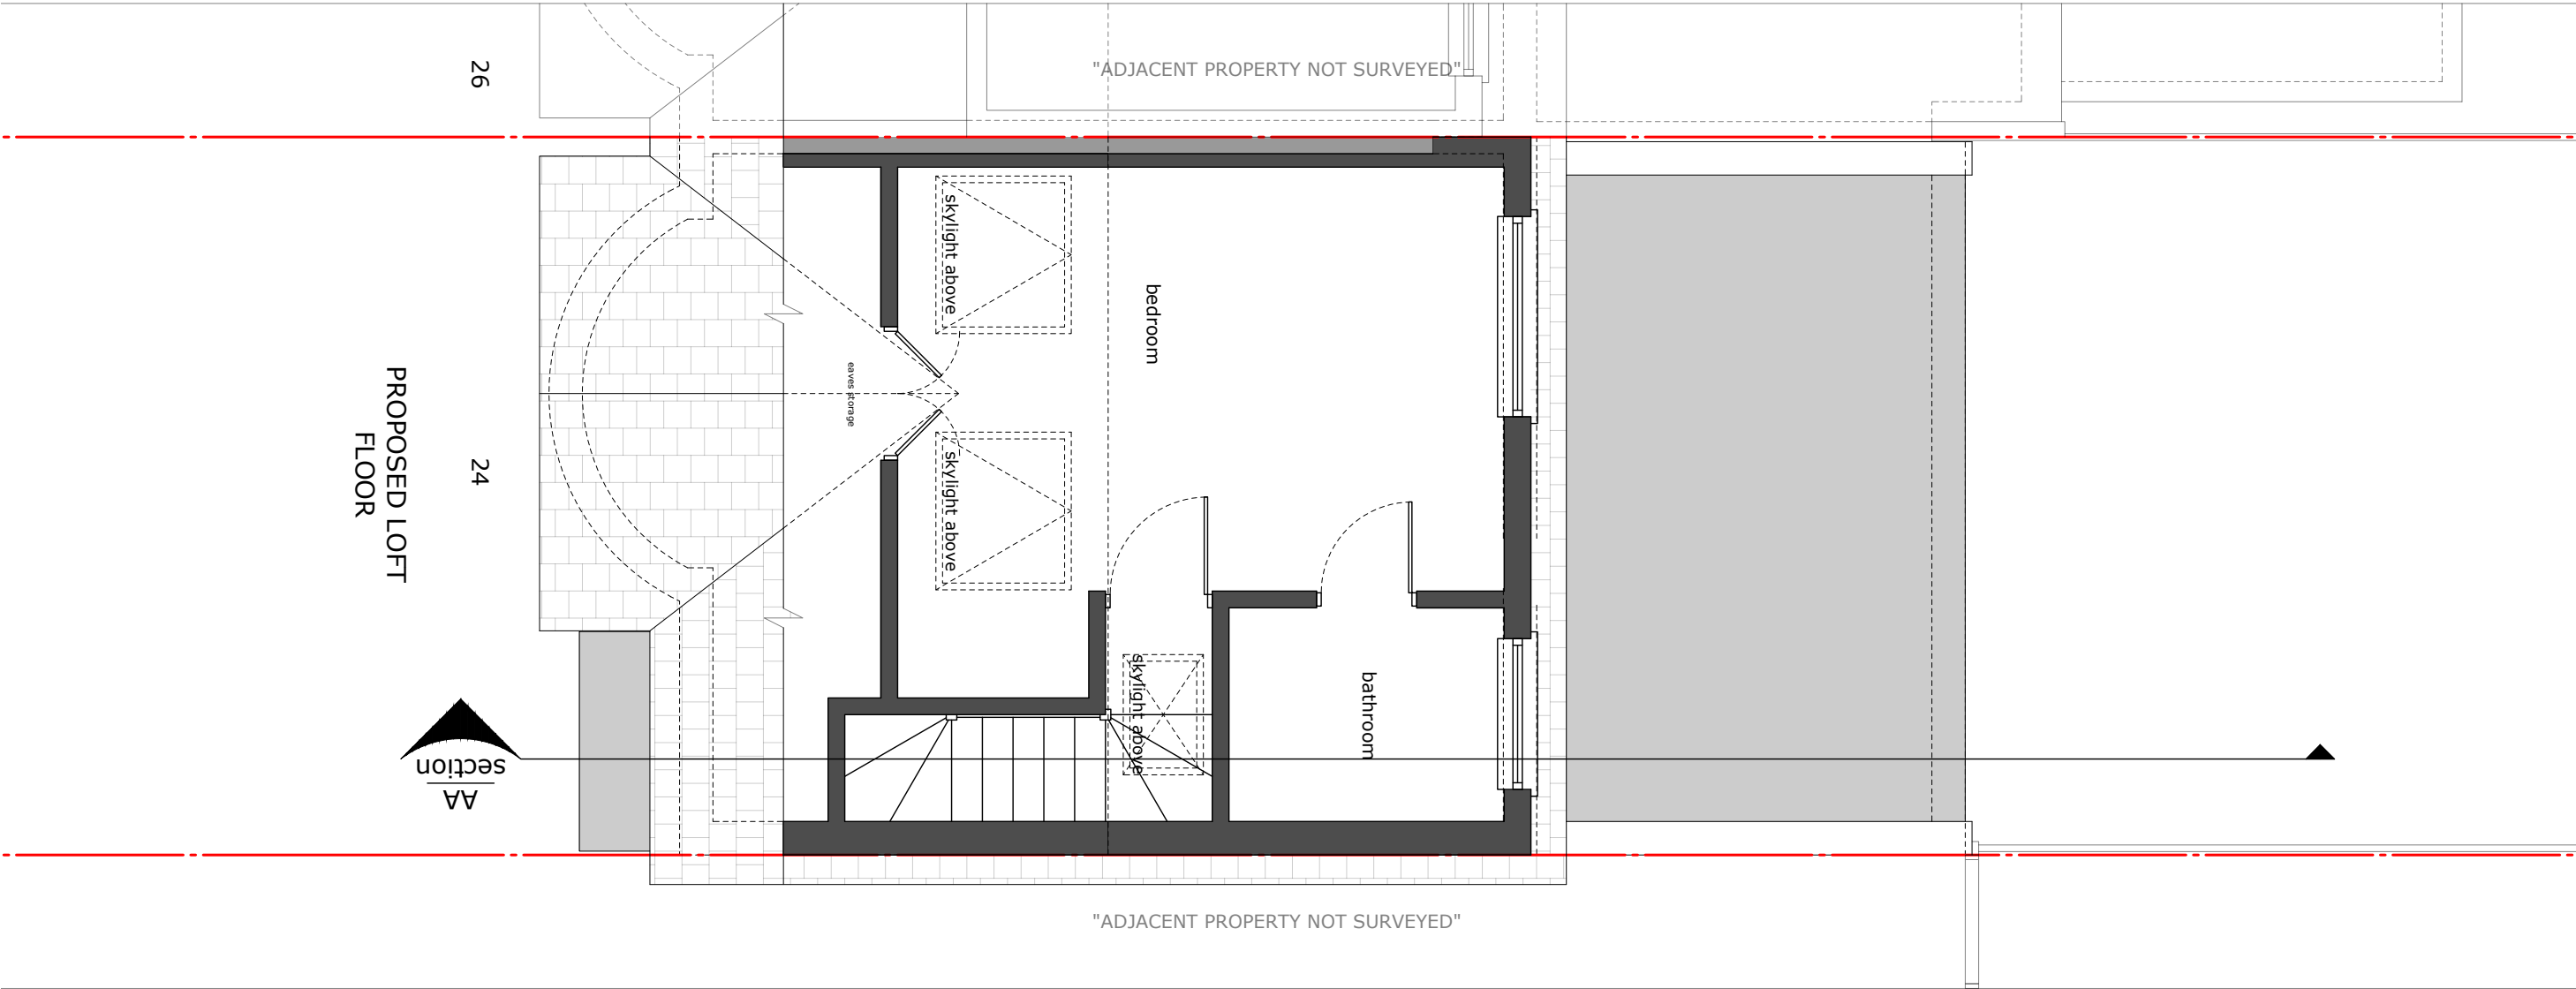 26
"ADJACENT PROPERTY NOT SURVEYED"
skylight above
bedroom
eaves storage
PROPOSED LOFT
FLOOR
24
skylight above
skylight above
bathroom
section
AA
"ADJACENT PROPERTY NOT SURVEYED"